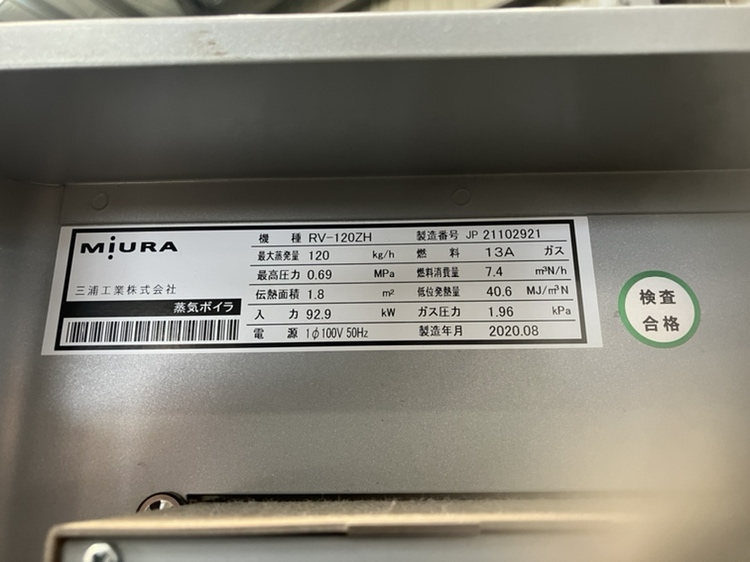 MIURA
三浦工業株式会社
蒸気ボイラ
機 種 RV-120ZH 製造番号 JP 21102921
最大蒸発量 120 kg/h 燃 料 13A ガス
最高圧力 0.69 MPa 燃料消費量 7.4 m³N/h
伝熱面積 1.8 m² 低位発熱量 40.6 MJ/m³N
入 力 92.9 kW ガス圧力 1.96 kPa
電 源 1φ100V 50Hz 製造年月 2020.08
検査
合格